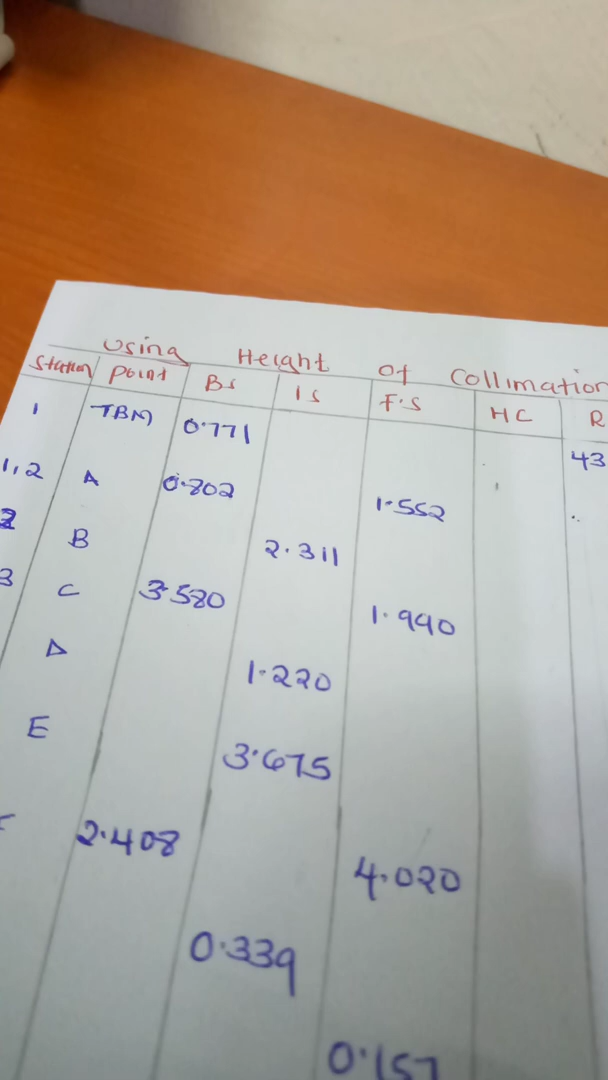 Using Height Of Collimation
Station Point Bs Is F.S HC R
1 TBM 0.771 43
1,2 A 0.802 1.552
2 B 2.311
3 C 3.580 1.990
D 1.220
E 3.675
2.408 4.020
0.339
0.157